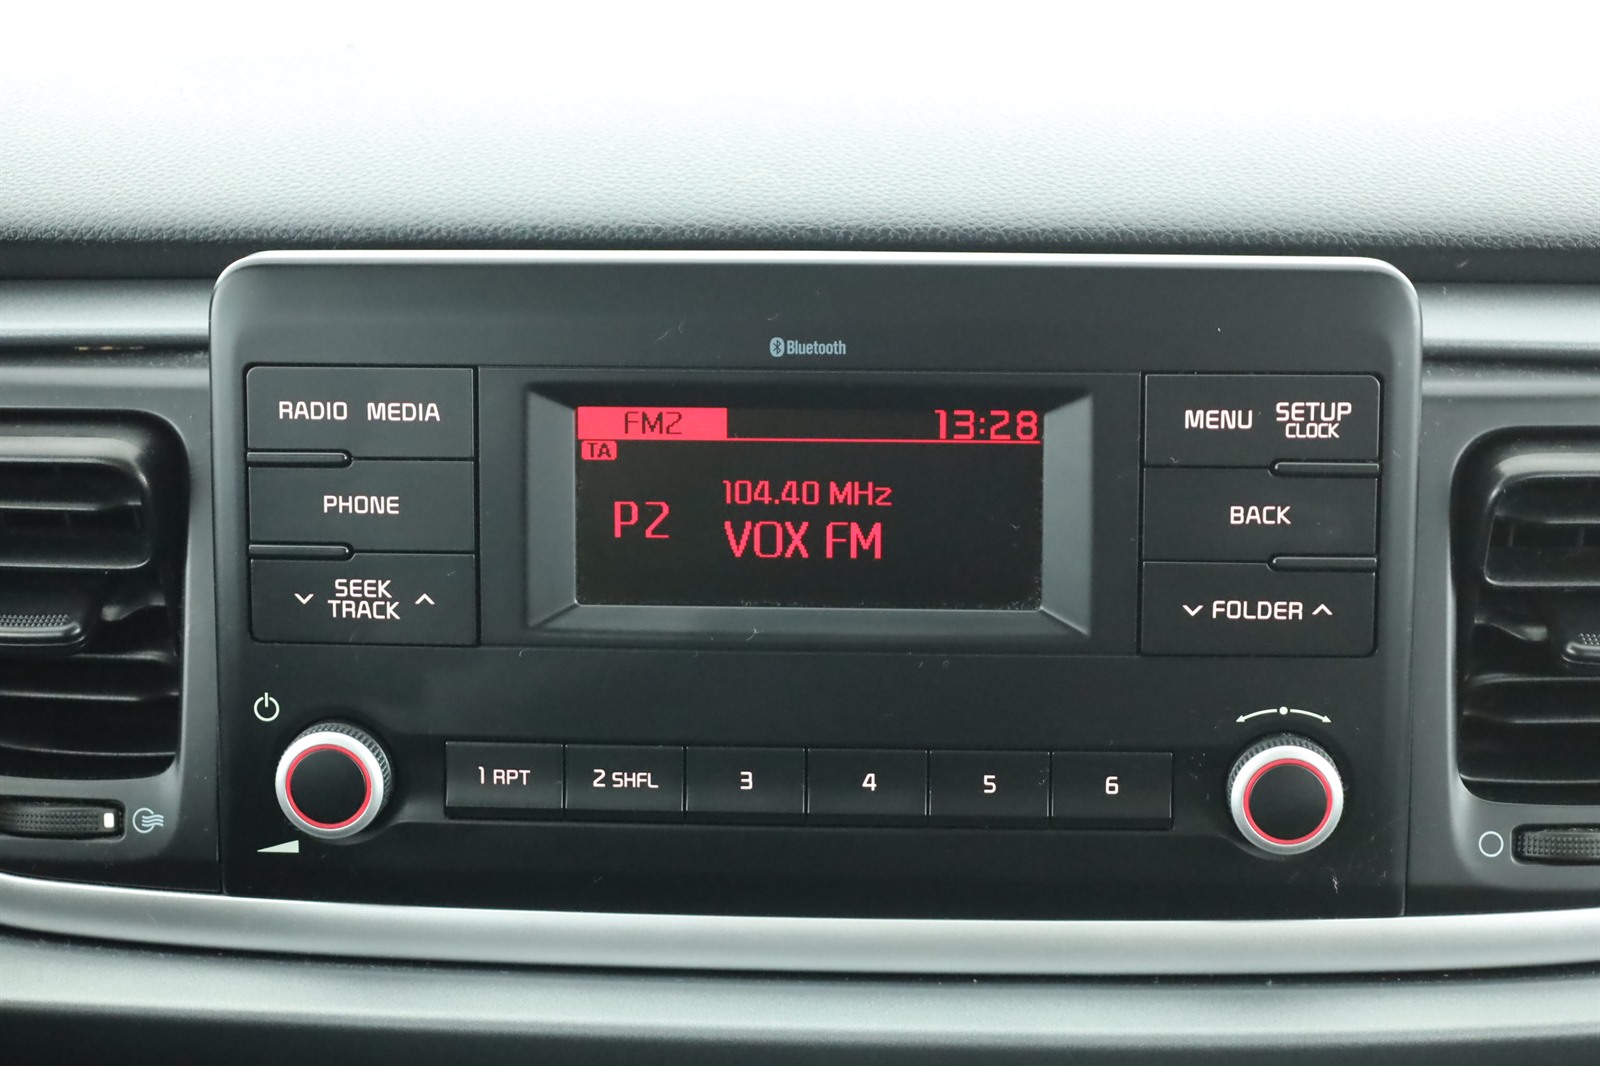 Bluetooth
RADIO MEDIA
PHONE
SEEK
TRACK
FM2 13:28
TA
104.40 MHz
P2 VOX FM
MENU SETUP
CLOCK
BACK
FOLDER
1 RPT 2 SHFL 3 4 5 6